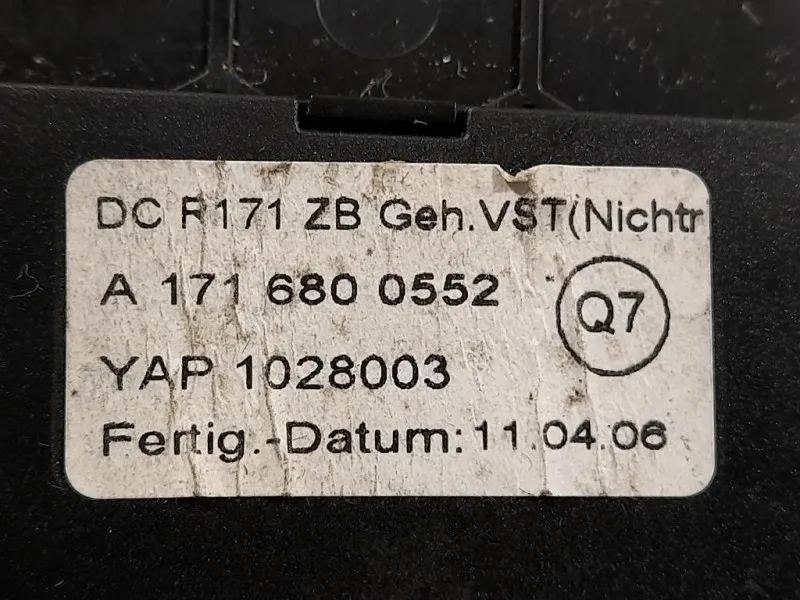 DC R171 ZB Geh.VST(Nichtr
A 171 680 0552
Q7
YAP 1028003
Fertig.-Datum: 11.04.06